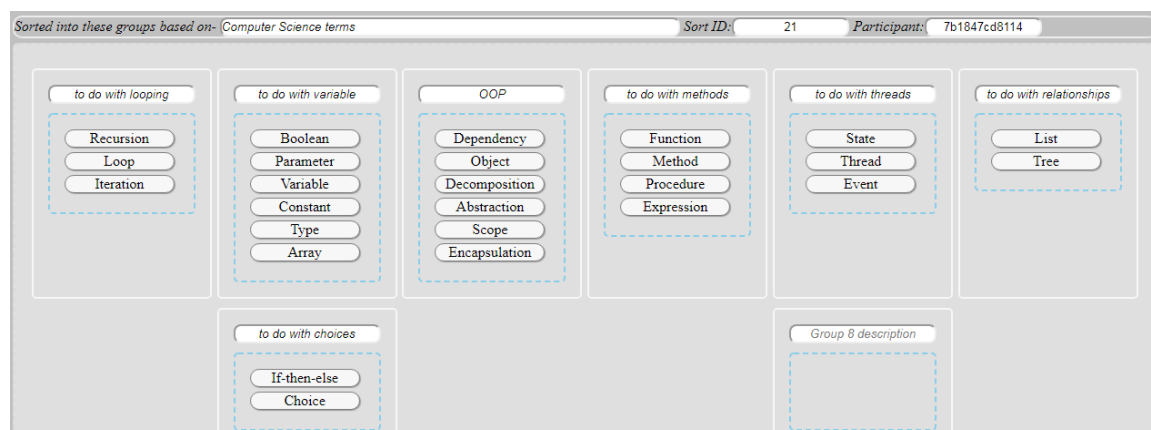 Sorted into these groups based on- Computer Science terms Sort ID: 21 Participant: 7b1847cd8114
to do with looping
Recursion
Loop
Iteration
to do with variable
Boolean
Parameter
Variable
Constant
Type
Array
OOP
Dependency
Object
Decomposition
Abstraction
Scope
Encapsulation
to do with methods
Function
Method
Procedure
Expression
to do with threads
State
Thread
Event
to do with relationships
List
Tree
to do with choices
If-then-else
Choice
Group 8 description